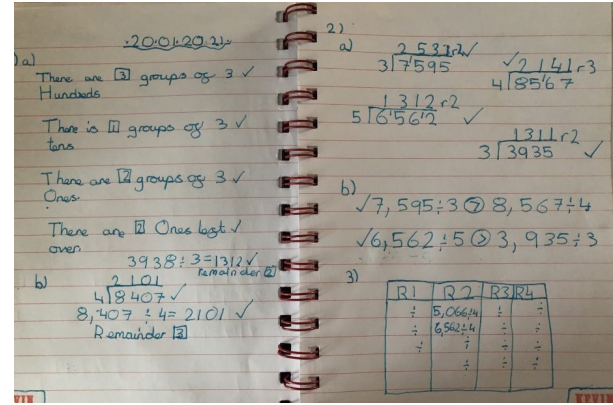 20.01.2021
1a)
There are 3 groups of 3 ✓
Hundreds
There is 1 groups of 3 ✓
tens
There are 2 groups of 3 ✓
Ones.
There are 2 Ones left ✓
over.
3938÷3=1312✓
remainder 2
b)
2101
4 8407 ✓
8,407 ÷ 4 = 2101 ✓
Remainder 3
2)
a)
2531r2 ✓
3 7¹595
✓ 2141r3
4 85¹67
1312r2
5 6¹56¹2 ✓
1311r2
3 3935 ✓
b)
✓ 7,595÷3 > 8,567÷4
✓ 6,562÷5 > 3,935÷3
3)
R1 R2 R3 R4
÷ 5,066÷4 ÷ ÷
÷ 6,562÷4 ÷ ÷
÷ ÷ ÷ ÷
÷ ÷ ÷